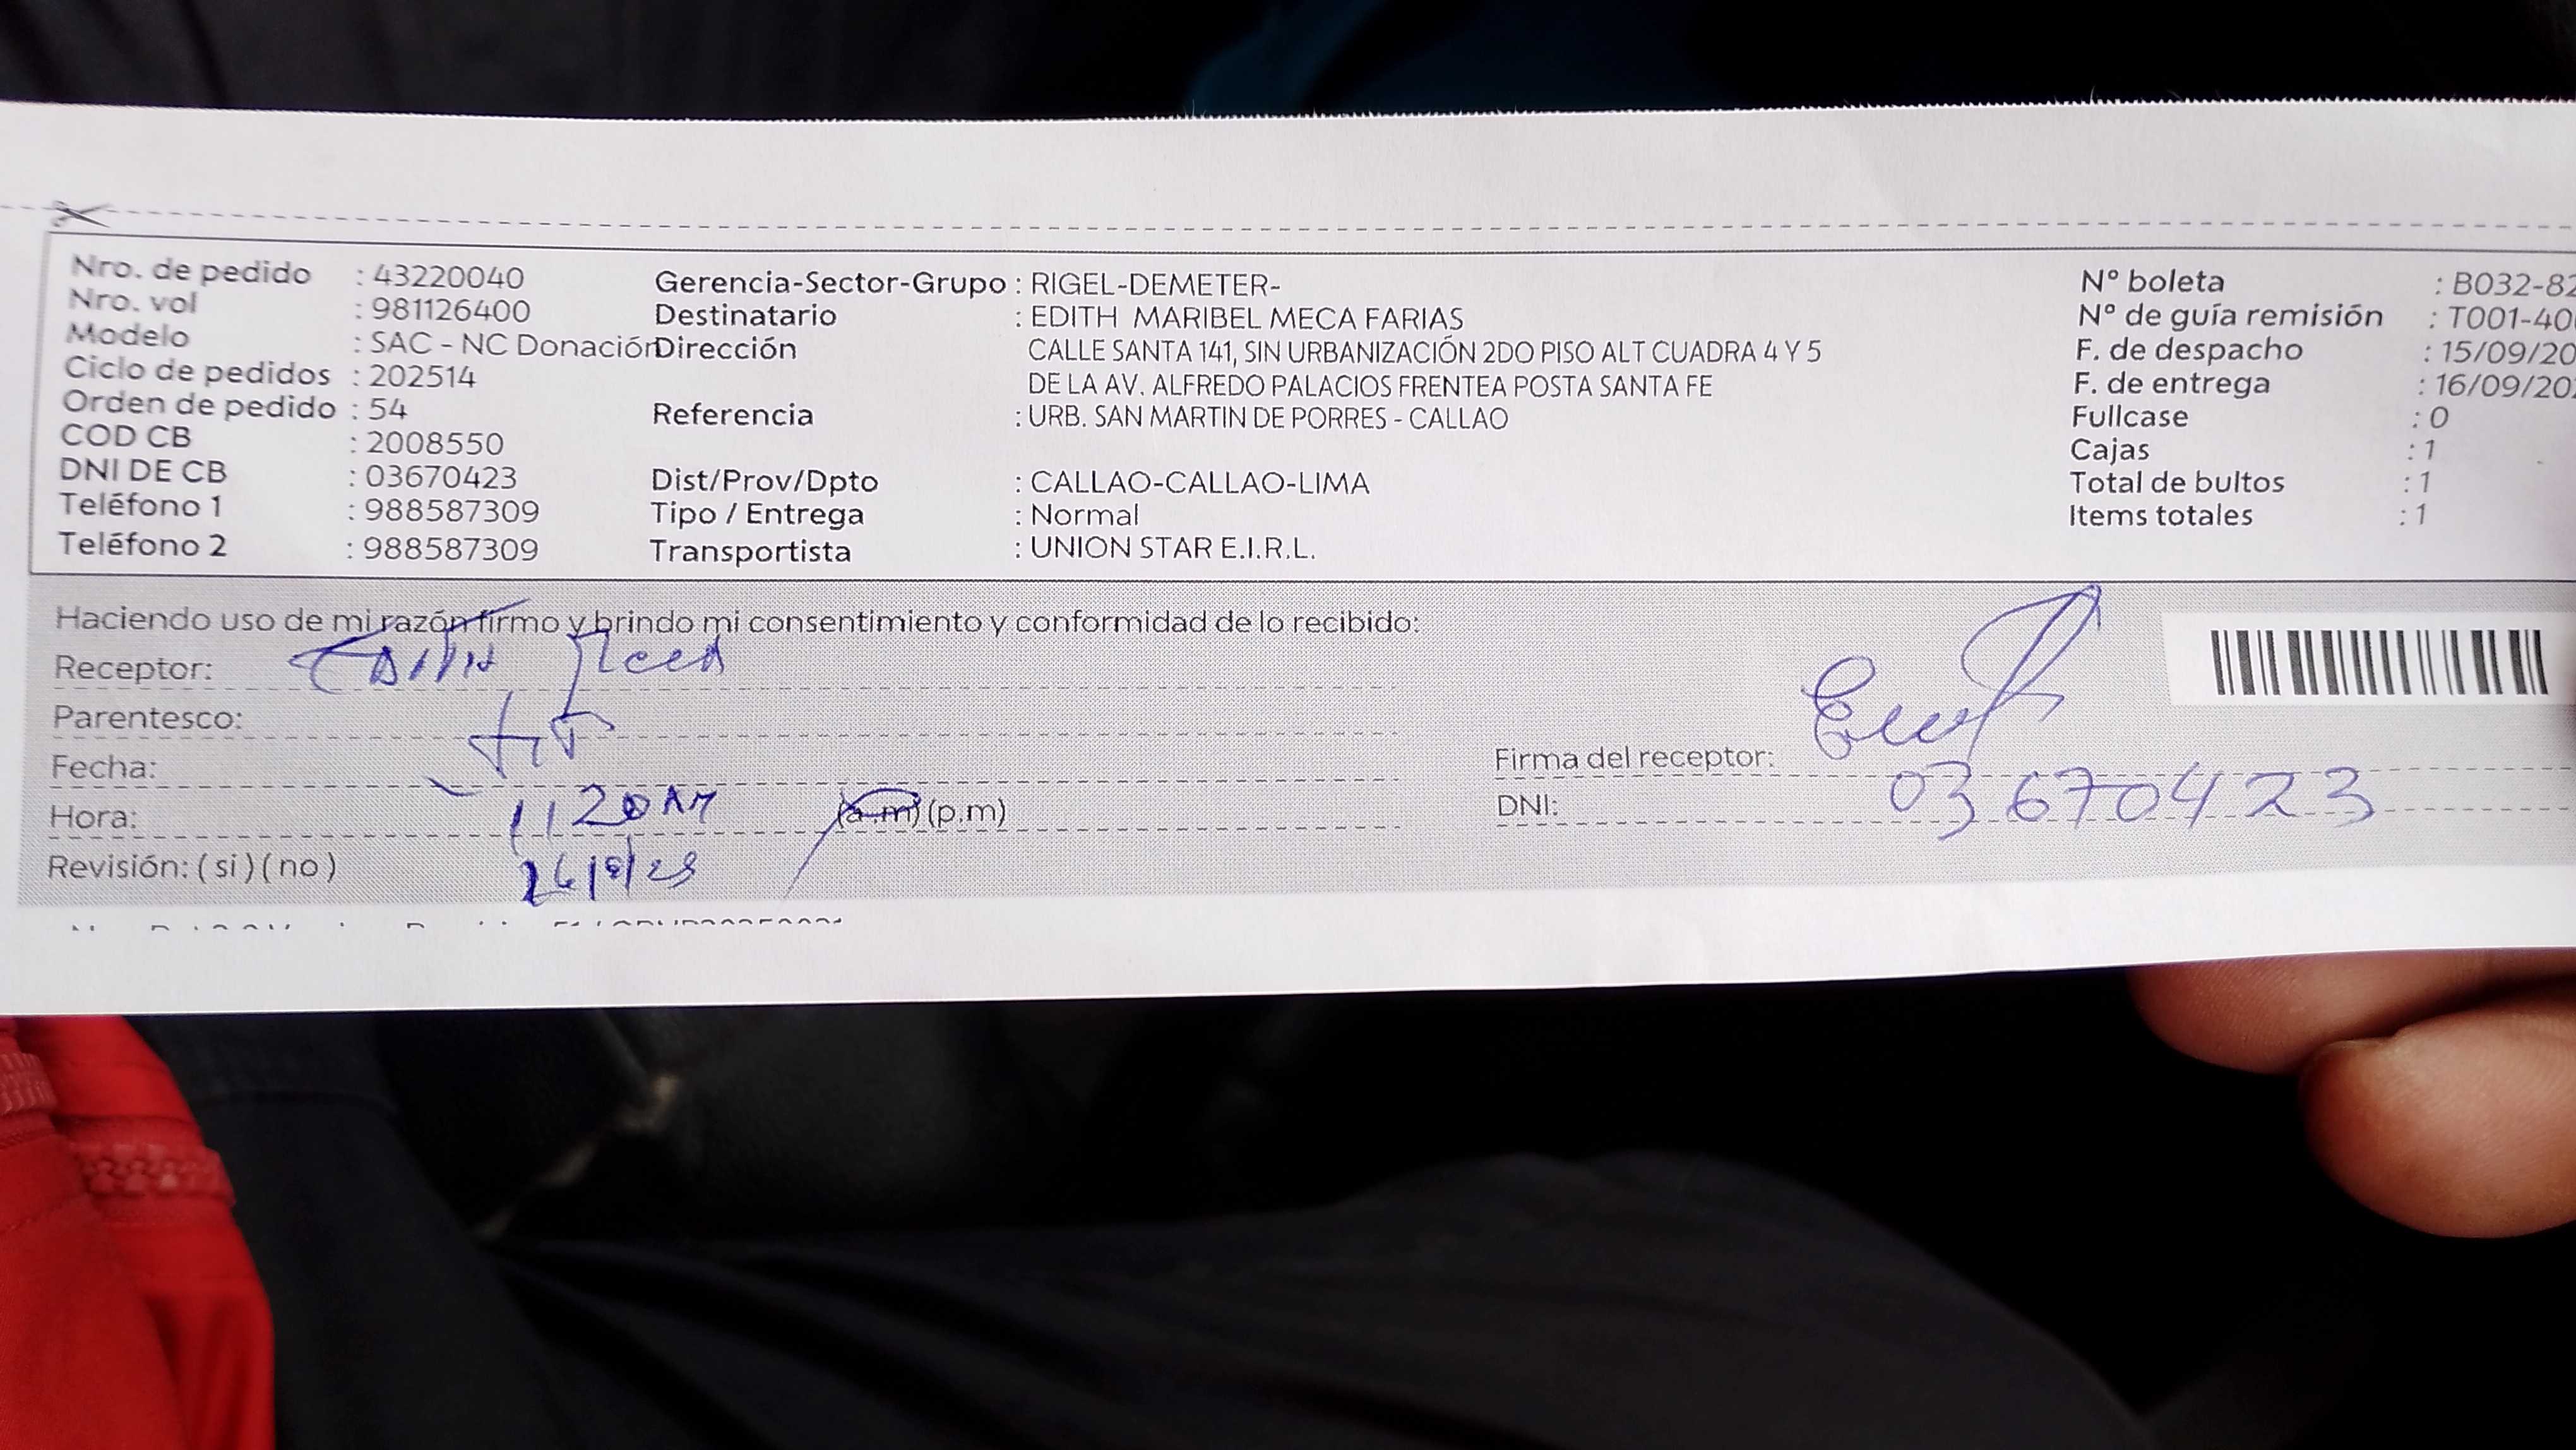 Nro. de pedido : 43220040
Nro. vol : 981126400
Modelo : SAC - NC Donación
Ciclo de pedidos : 202514
Orden de pedido : 54
COD CB : 2008550
DNI DE CB : 03670423
Teléfono 1 : 988587309
Teléfono 2 : 988587309
Gerencia-Sector-Grupo : RIGEL-DEMETER-
Destinatario : EDITH MARIBEL MECA FARIAS
Dirección CALLE SANTA 141, SIN URBANIZACIÓN 2DO PISO ALT CUADRA 4 Y 5
DE LA AV. ALFREDO PALACIOS FRENTEA POSTA SANTA FE
Referencia : URB. SAN MARTIN DE PORRES - CALLAO
Dist/Prov/Dpto : CALLAO-CALLAO-LIMA
Tipo / Entrega : Normal
Transportista : UNION STAR E.I.R.L.
Nº boleta : B032-82
Nº de guía remisión : T001-40
F. de despacho : 15/09/20
F. de entrega : 16/09/20
Fullcase : 0
Cajas : 1
Total de bultos : 1
Items totales : 1
Haciendo uso de mi razón firmo y brindo mi consentimiento y conformidad de lo recibido:
Receptor: Edith Meca
Parentesco:
Fecha:
Hora: 1120 AM (a.m) (p.m)
Revisión: ( si ) ( no )
Firma del receptor:
DNI: 03670423